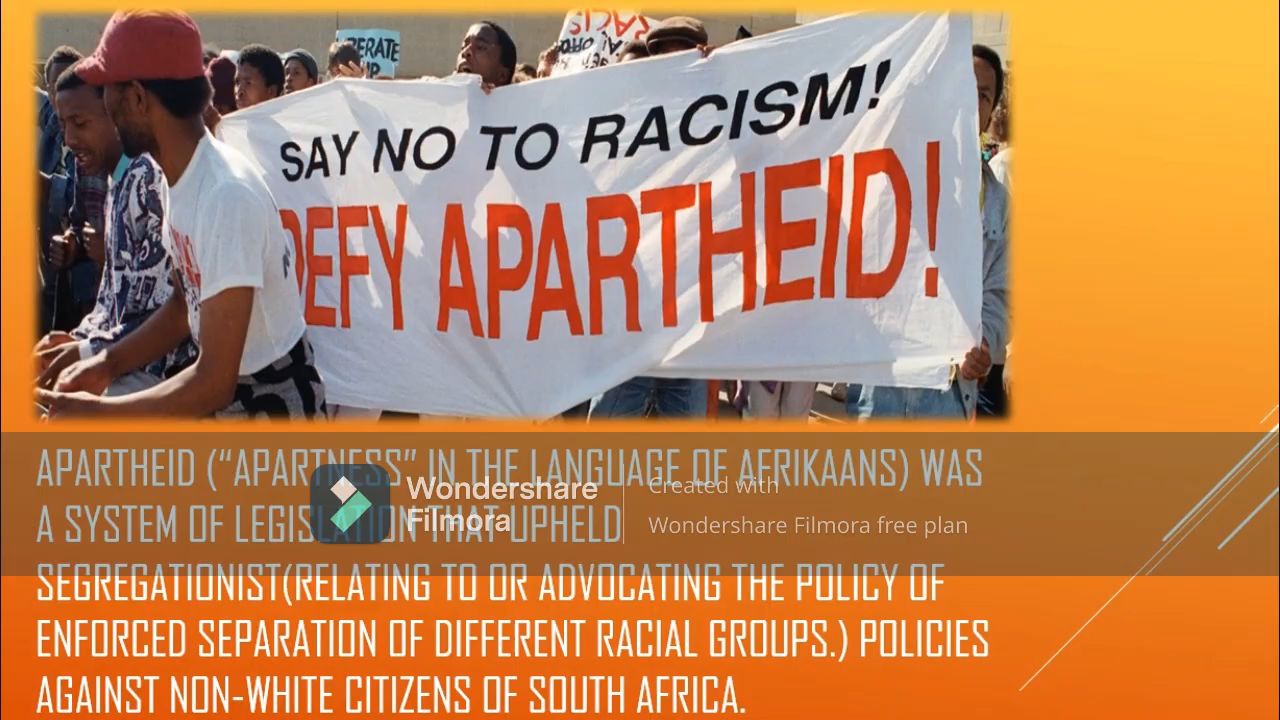 SAY NO TO RACISM!
DEFY APARTHEID!
APARTHEID (“APARTNESS” IN THE LANGUAGE OF AFRIKAANS) WAS
A SYSTEM OF LEGISLATION THAT UPHELD
SEGREGATIONIST(RELATING TO OR ADVOCATING THE POLICY OF
ENFORCED SEPARATION OF DIFFERENT RACIAL GROUPS.) POLICIES
AGAINST NON-WHITE CITIZENS OF SOUTH AFRICA.
Wondershare
Filmora
Created with
Wondershare Filmora free plan